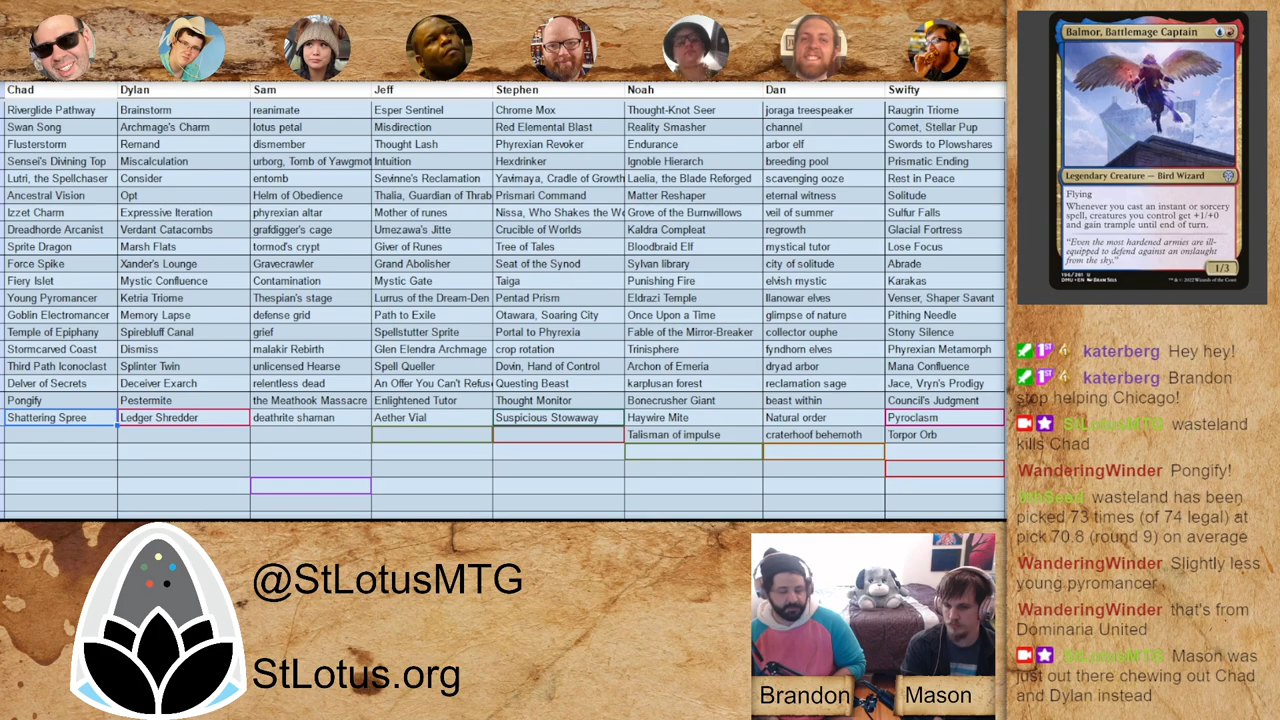 Chad Dylan Sam Jeff Stephen Noah Dan Swifty
Riverglide Pathway Brainstorm reanimate Esper Sentinel Chrome Mox Thought-Knot Seer joraga treespeaker Raugrin Triome
Swan Song Archmage's Charm lotus petal Misdirection Red Elemental Blast Reality Smasher channel Comet, Stellar Pup
Flusterstorm Remand dismember Thought Lash Phyrexian Revoker Endurance arbor elf Swords to Plowshares
Sensei's Divining Top Miscalculation urborg, Tomb of Yawgmot Intuition Hexdrinker Ignoble Hierarch breeding pool Prismatic Ending
Lutri, the Spellchaser Consider entomb Sevinne's Reclamation Yavimaya, Cradle of Growth Laelia, the Blade Reforged scavenging ooze Rest in Peace
Ancestral Vision Opt Helm of Obedience Thalia, Guardian of Thrab Prismari Command Matter Reshaper eternal witness Solitude
Izzet Charm Expressive Iteration phyrexian altar Mother of runes Nissa, Who Shakes the Wo Grove of the Burnwillows veil of summer Sulfur Falls
Dreadhorde Arcanist Verdant Catacombs grafdigger's cage Umezawa's Jitte Crucible of Worlds Kaldra Compleat regrowth Glacial Fortress
Sprite Dragon Marsh Flats tormod's crypt Giver of Runes Tree of Tales Bloodbraid Elf mystical tutor Lose Focus
Force Spike Xander's Lounge Gravecrawler Grand Abolisher Seat of the Synod Sylvan library city of solitude Abrade
Fiery Islet Mystic Confluence Contamination Mystic Gate Taiga Punishing Fire elvish mystic Karakas
Young Pyromancer Ketria Triome Thespian's stage Lurrus of the Dream-Den Pentad Prism Eldrazi Temple llanowar elves Venser, Shaper Savant
Goblin Electromancer Memory Lapse defense grid Path to Exile Otawara, Soaring City Once Upon a Time glimpse of nature Pithing Needle
Temple of Epiphany Spirebluff Canal grief Spellstutter Sprite Portal to Phyrexia Fable of the Mirror-Breaker collector ouphe Stony Silence
Stormcarved Coast Dismiss malakir Rebirth Glen Elendra Archmage crop rotation Trinisphere fyndhorn elves Phyrexian Metamorph
Third Path Iconoclast Splinter Twin unlicensed Hearse Spell Queller Dovin, Hand of Control Archon of Emeria dryad arbor Mana Confluence
Delver of Secrets Deceiver Exarch relentless dead An Offer You Can't Refus Questing Beast karplusan forest reclamation sage Jace, Vryn's Prodigy
Pongify Pestermite the Meathook Massacre Enlightened Tutor Thought Monitor Bonecrusher Giant beast within Council's Judgment
Shattering Spree Ledger Shredder deathrite shaman Aether Vial Suspicious Stowaway Haywire Mite Natural order Pyroclasm
Talisman of impulse craterhoof behemoth Torpor Orb
@StLotusMTG
StLotus.org
Brandon Mason
Balmor, Battlemage Captain
Legendary Creature — Bird Wizard
Flying
Whenever you cast an instant or sorcery
spell, creatures you control get +1/+0
and gain trample until end of turn.
"Even the most hardened armies are ill-
equipped to defend against an onslaught
from the sky."
1/3
katerberg Hey hey!
katerberg Brandon
stop helping Chicago!
StLotusMTG wasteland
kills Chad
WanderingWinder Pongify!
wasteland has been
picked 73 times (of 74 legal) at
pick 70.8 (round 9) on average
WanderingWinder Slightly less
young pyromancer
WanderingWinder that's from
Dominaria United
StLotusMTG Mason was
just out there chewing out Chad
and Dylan instead